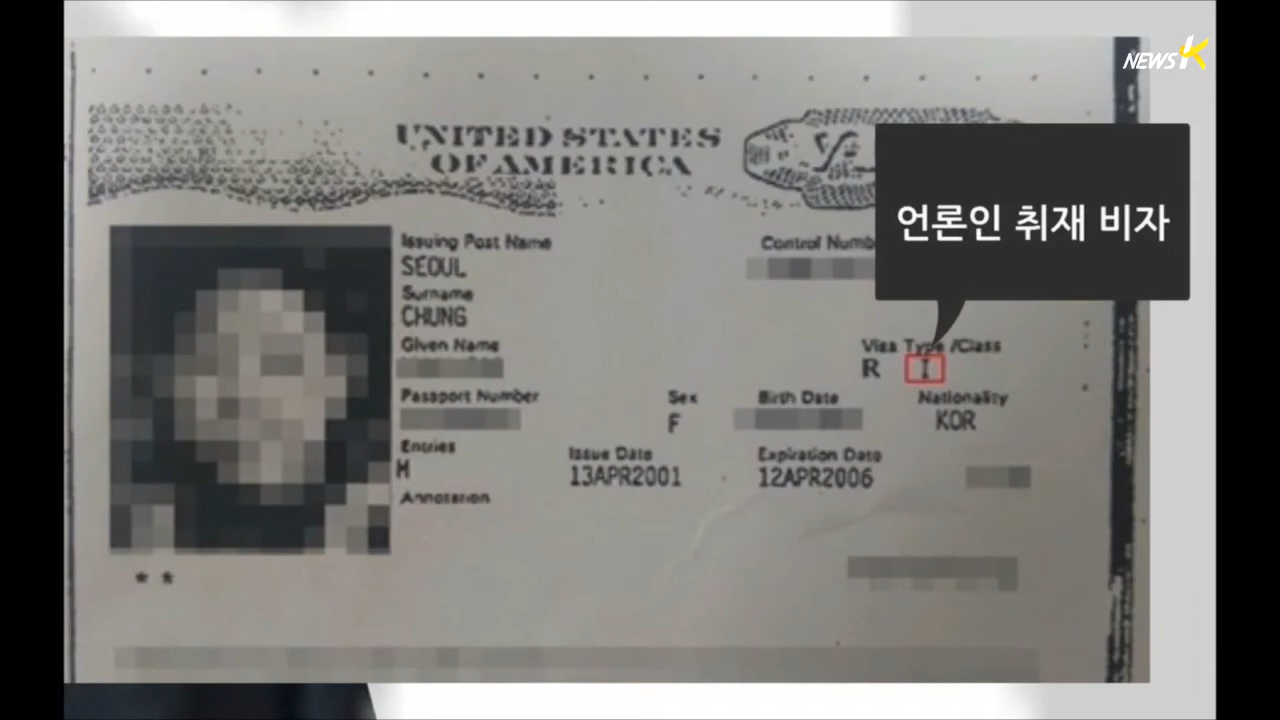 NEWS K
UNITED STATES
OF AMERICA
언론인 취재 비자
Issuing Post Name
SEOUL
Control Numb
Surname
CHUNG
Given Name
Visa Type /Class
R I
Passport Number
Sex
F
Birth Date
Nationality
KOR
Entries
M
Issue Date
13APR2001
Expiration Date
12APR2006
Annotation
* *